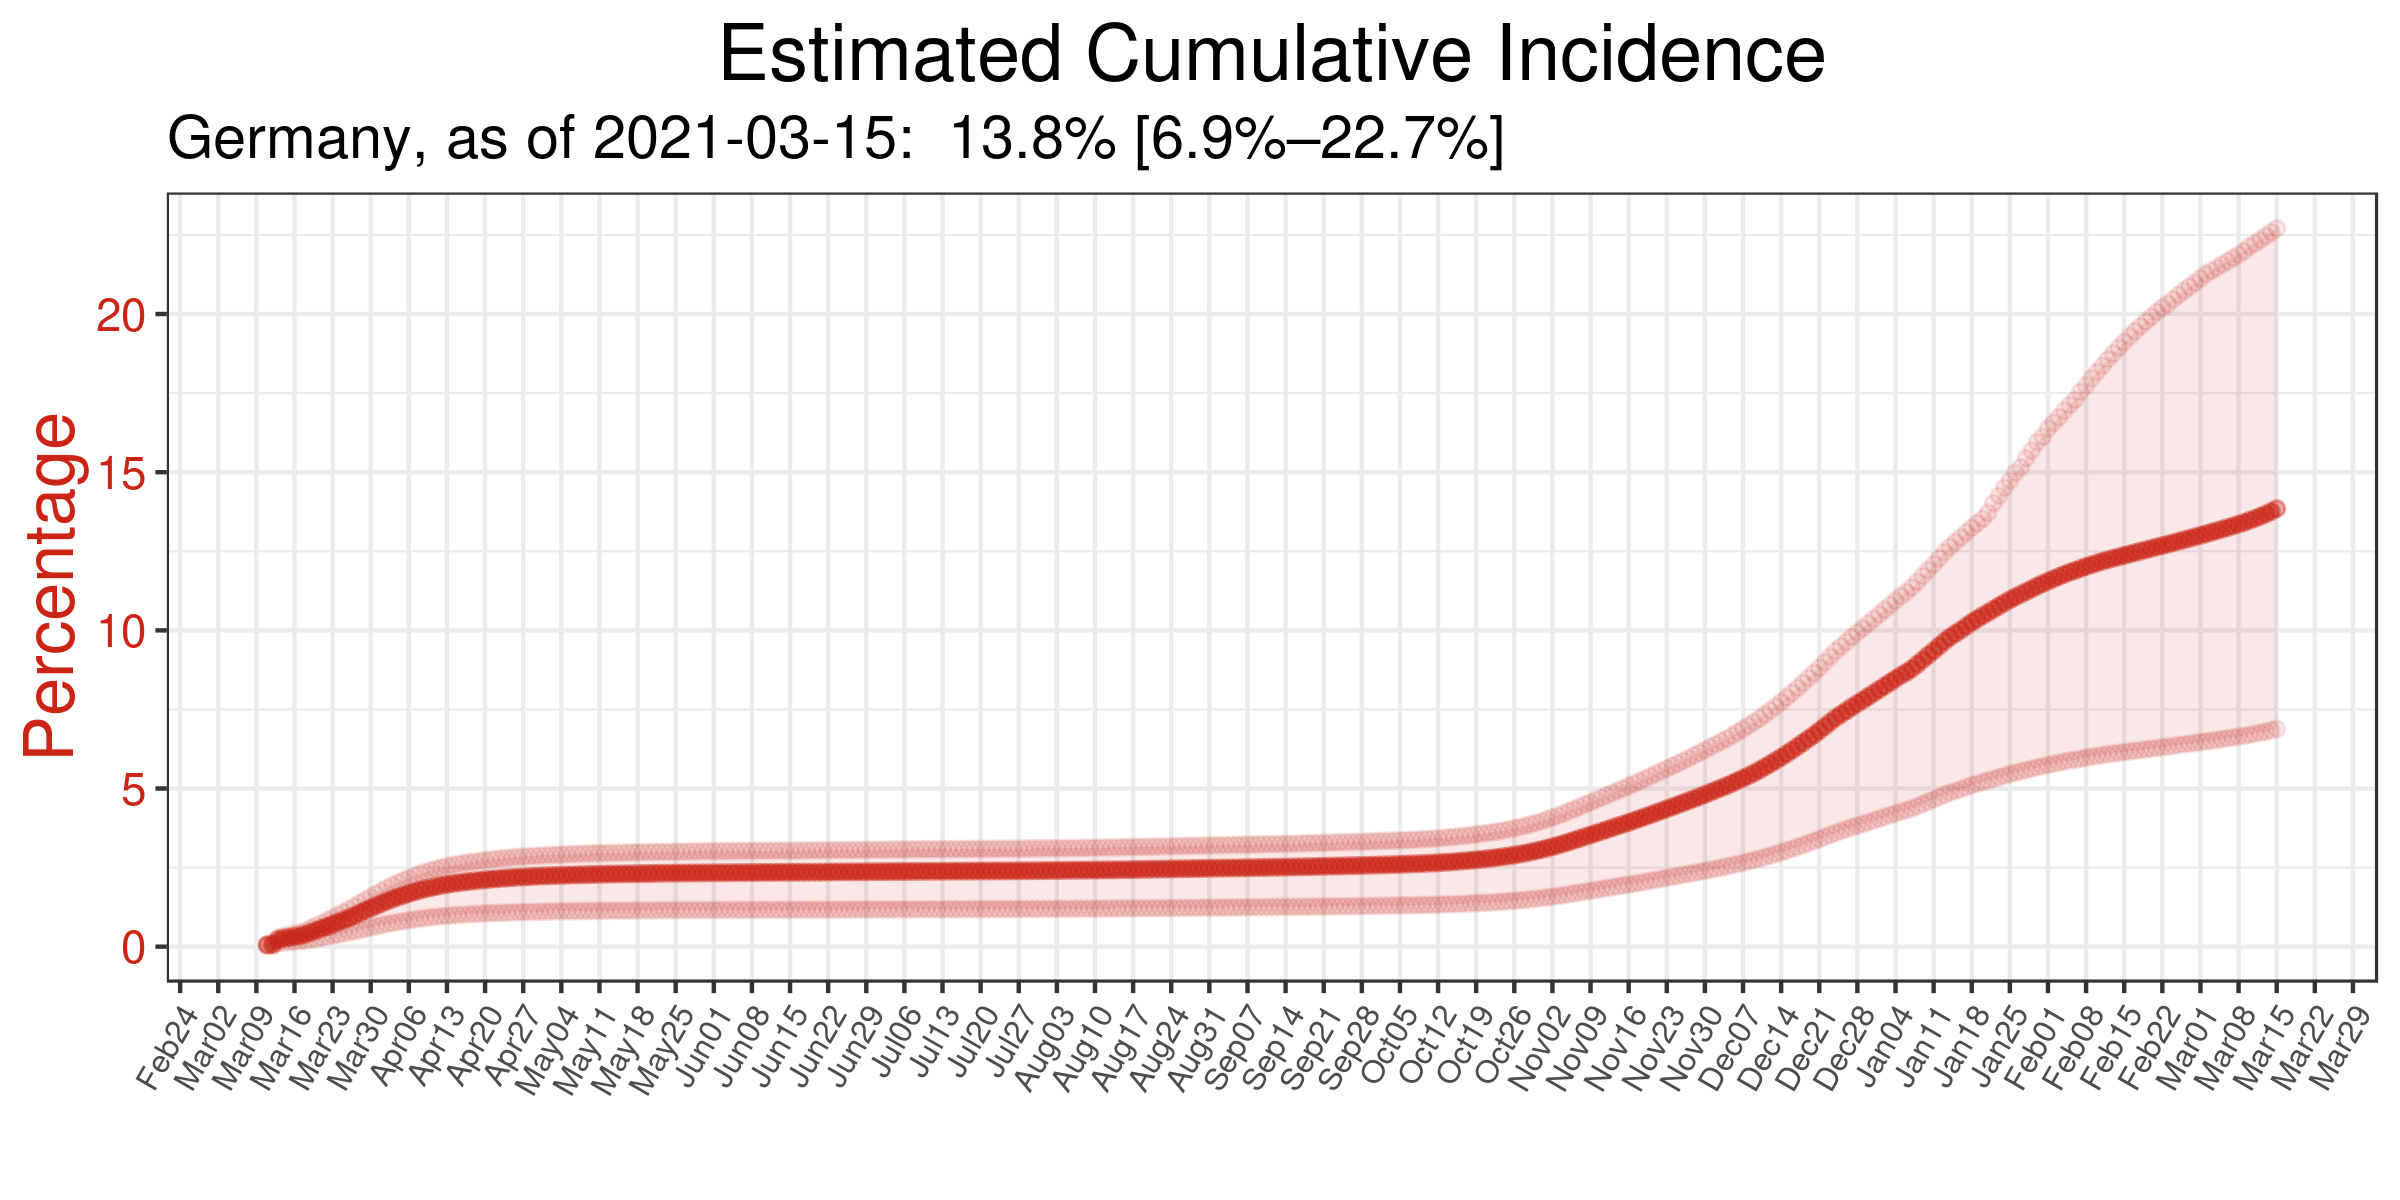 Estimated Cumulative Incidence
Germany, as of 2021-03-15:  13.8% [6.9%–22.7%]
Percentage
20
15
10
5
0
Feb24
Mar02
Mar09
Mar16
Mar23
Mar30
Apr06
Apr13
Apr20
Apr27
May04
May11
May18
May25
Jun01
Jun08
Jun15
Jun22
Jun29
Jul06
Jul13
Jul20
Jul27
Aug03
Aug10
Aug17
Aug24
Aug31
Sep07
Sep14
Sep21
Sep28
Oct05
Oct12
Oct19
Oct26
Nov02
Nov09
Nov16
Nov23
Nov30
Dec07
Dec14
Dec21
Dec28
Jan04
Jan11
Jan18
Jan25
Feb01
Feb08
Feb15
Feb22
Mar01
Mar08
Mar15
Mar22
Mar29